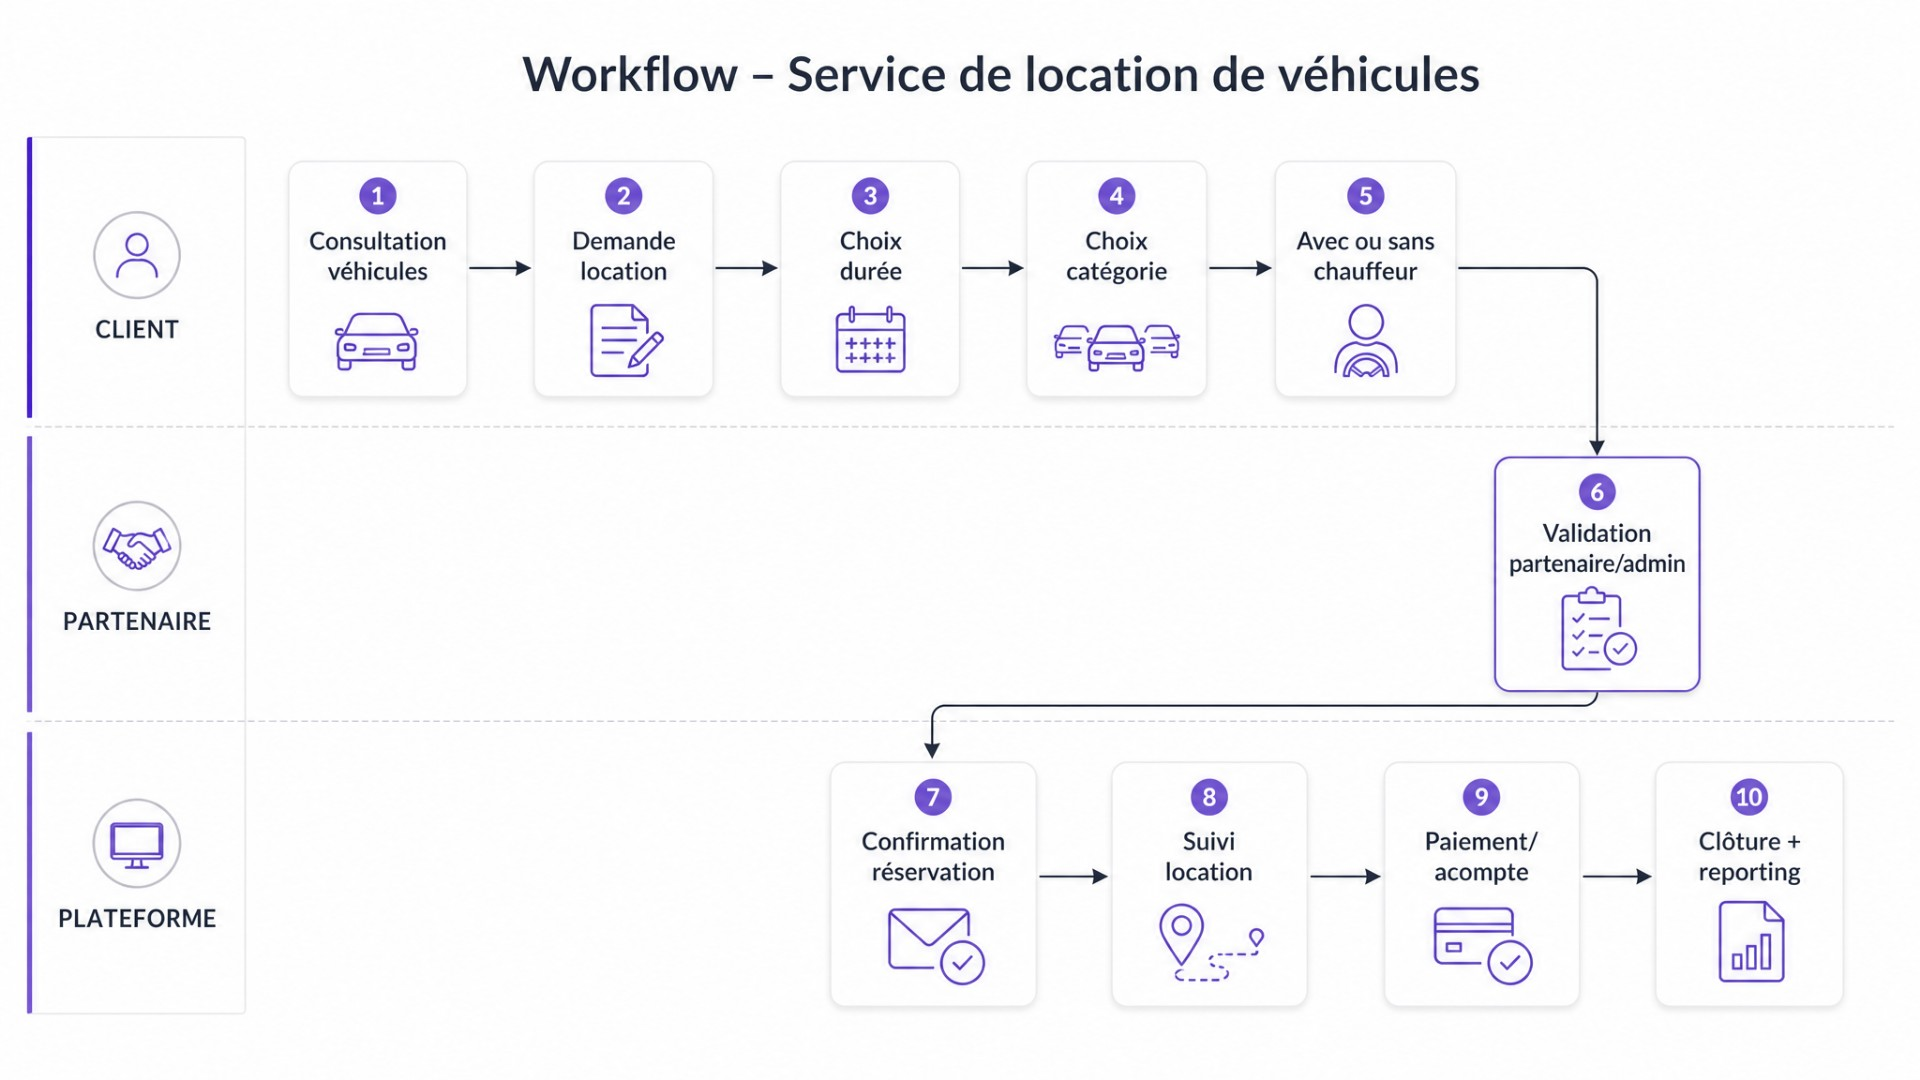 Workflow – Service de location de véhicules
CLIENT
1
Consultation
véhicules
2
Demande
location
3
Choix
durée
4
Choix
catégorie
5
Avec ou sans
chauffeur
PARTENAIRE
6
Validation
partenaire/admin
PLATEFORME
7
Confirmation
réservation
8
Suivi
location
9
Paiement/
acompte
10
Clôture +
reporting